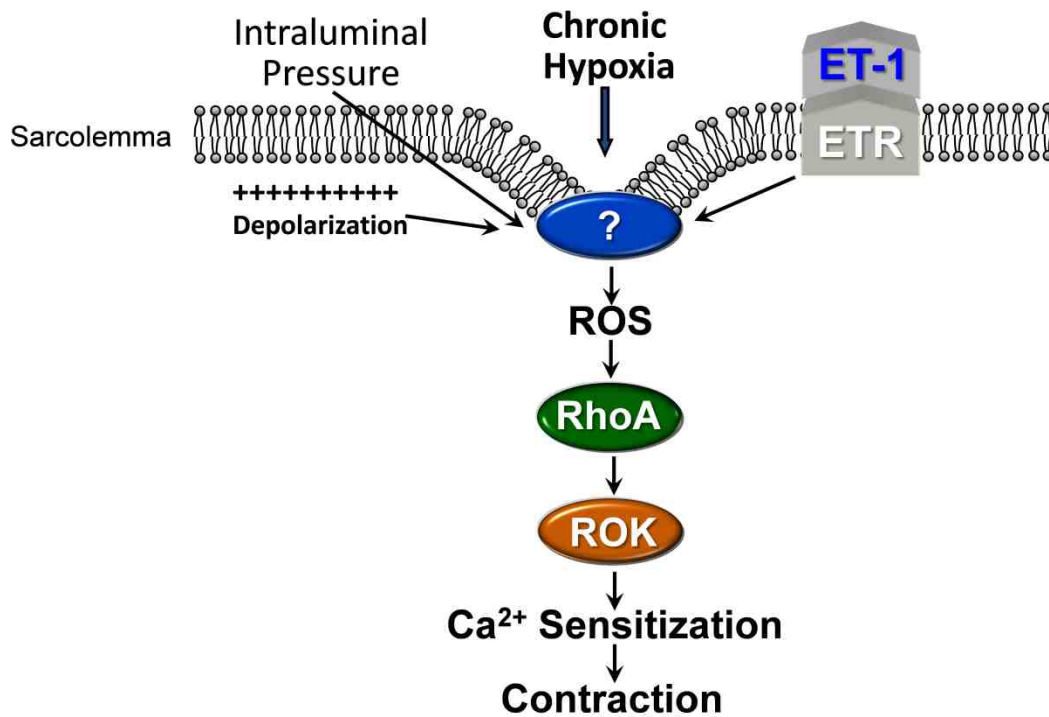 Intraluminal
Pressure
Chronic
Hypoxia
ET-1
ETR
Sarcolemma
++++++++++
Depolarization
?
ROS
RhoA
ROK
Ca²⁺ Sensitization
Contraction